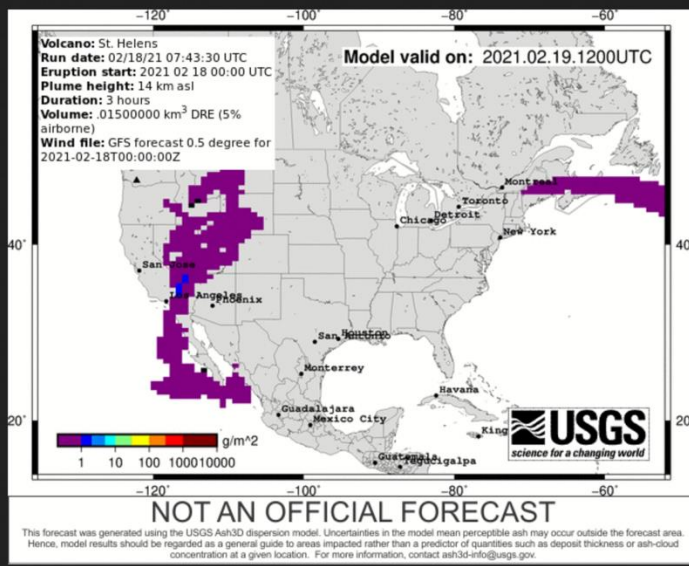 -120° -100° -80° -60°
Volcano: St. Helens
Run date: 02/18/21 07:43:30 UTC
Eruption start: 2021 02 18 00:00 UTC
Plume height: 14 km asl
Duration: 3 hours
Volume: .01500000 km³ DRE (5%
airborne)
Wind file: GFS forecast 0.5 degree for
2021-02-18T00:00:00Z
Model valid on: 2021.02.19.1200UTC
Montreal
Toronto
Detroit
Chicago
New York
40° 40°
San Jose
Los Angeles
Phoenix
Houston
San Antonio
Monterrey
Havana
20° 20°
Guadalajara
Mexico City
King
Guatemala
Tegucigalpa
g/m^2
1 10 100 1000 10000
USGS
science for a changing world
-120° -100° -80° -60°
NOT AN OFFICIAL FORECAST
This forecast was generated using the USGS Ash3D dispersion model. Uncertainties in the model mean perceptible ash may occur outside the forecast area.
Hence, model results should be regarded as a general guide to areas impacted rather than a predictor of quantities such as deposit thickness or ash-cloud
concentration at a given location. For more information, contact ash3d-info@usgs.gov.